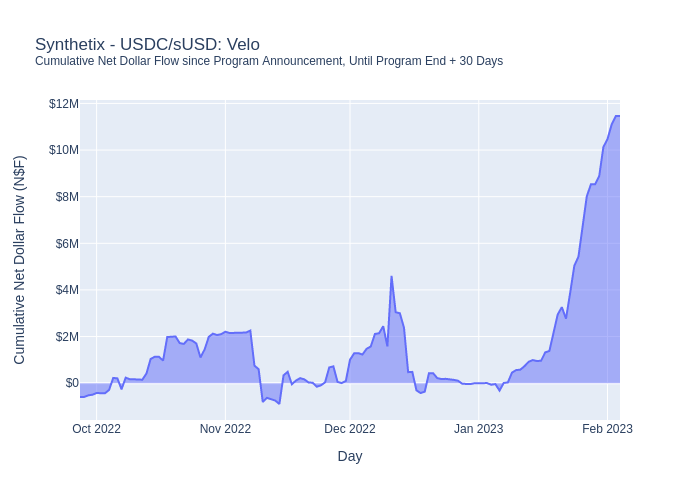 Synthetix - USDC/sUSD: Velo
Cumulative Net Dollar Flow since Program Announcement, Until Program End + 30 Days
Cumulative Net Dollar Flow (N$F)
$12M
$10M
$8M
$6M
$4M
$2M
$0
Oct 2022
Nov 2022
Dec 2022
Jan 2023
Feb 2023
Day